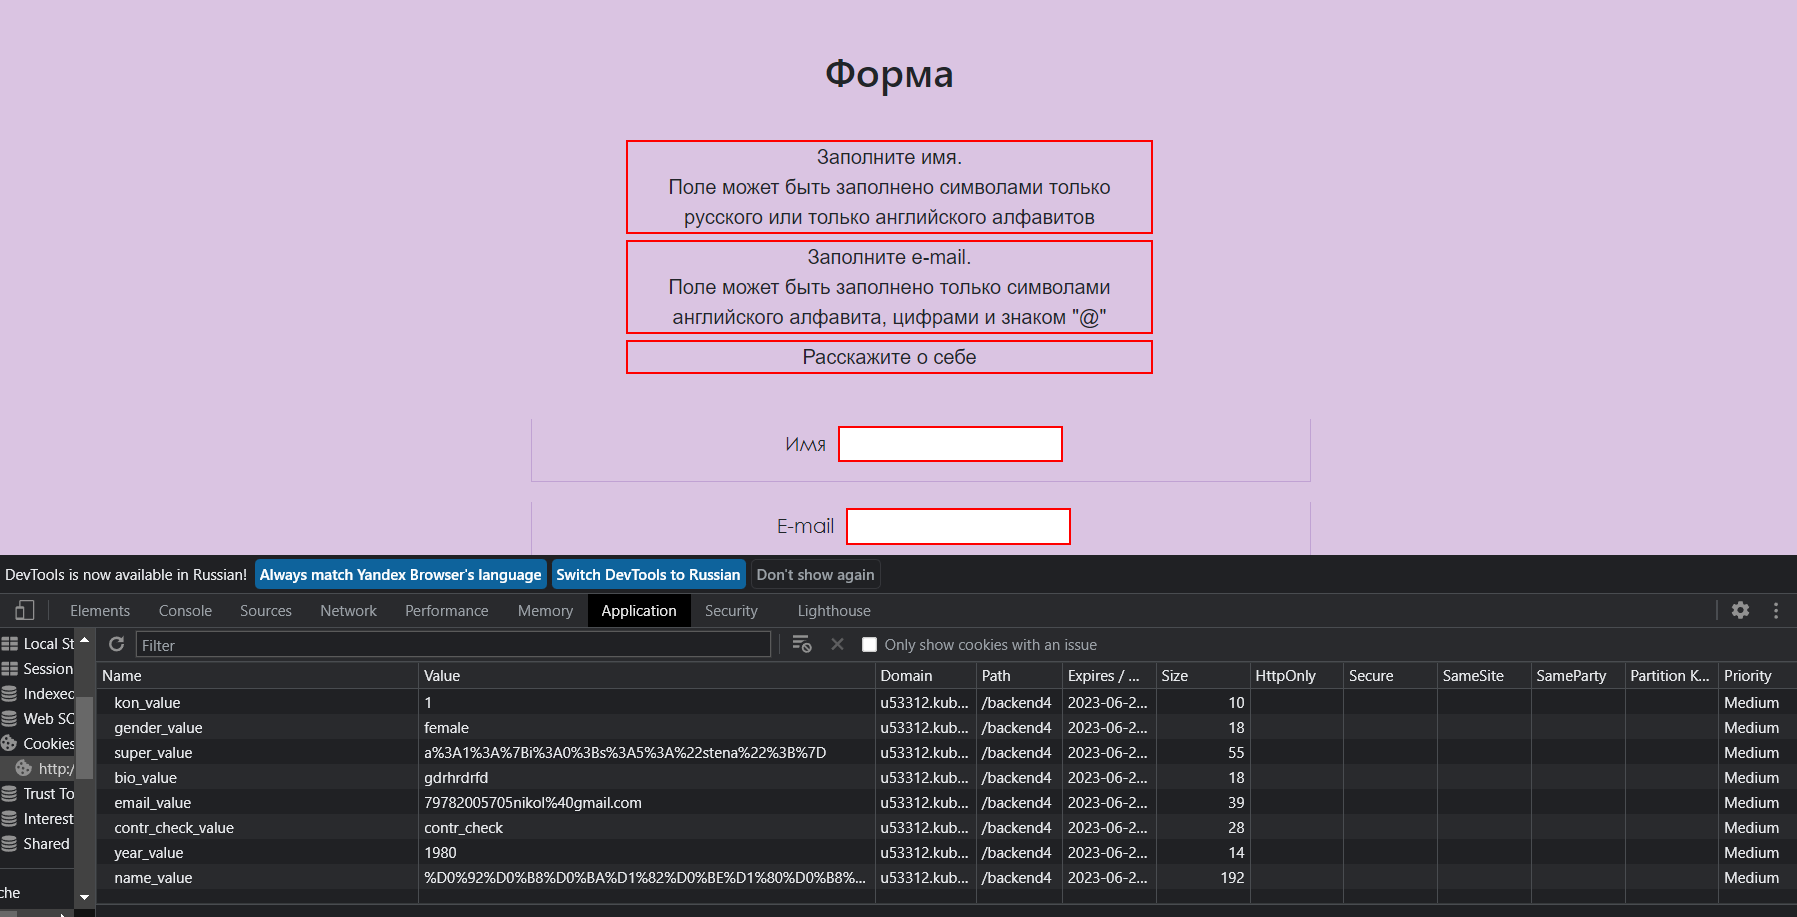 Форма
Заполните имя.
Поле может быть заполнено символами только
русского или только английского алфавитов
Заполните e-mail.
Поле может быть заполнено только символами
английского алфавита, цифрами и знаком "@"
Расскажите о себе
Имя
E-mail
DevTools is now available in Russian! Always match Yandex Browser's language Switch DevTools to Russian Don't show again
Elements Console Sources Network Performance Memory Application Security Lighthouse
Local St
Session
Indexed
Web SC
Cookies
http:/
Trust To
Interest
Shared
che
Filter Only show cookies with an issue
Name Value Domain Path Expires / ... Size HttpOnly Secure SameSite SameParty Partition K... Priority
kon_value 1 u53312.kub... /backend4 2023-06-2... 10 Medium
gender_value female u53312.kub... /backend4 2023-06-2... 18 Medium
super_value a%3A1%3A%7Bi%3A0%3Bs%3A5%3A%22stena%22%3B%7D u53312.kub... /backend4 2023-06-2... 55 Medium
bio_value gdrhrdrfd u53312.kub... /backend4 2023-06-2... 18 Medium
email_value 79782005705nikol%40gmail.com u53312.kub... /backend4 2023-06-2... 39 Medium
contr_check_value contr_check u53312.kub... /backend4 2023-06-2... 28 Medium
year_value 1980 u53312.kub... /backend4 2023-06-2... 14 Medium
name_value %D0%92%D0%B8%D0%BA%D1%82%D0%BE%D1%80%D0%B8%... u53312.kub... /backend4 2023-06-2... 192 Medium